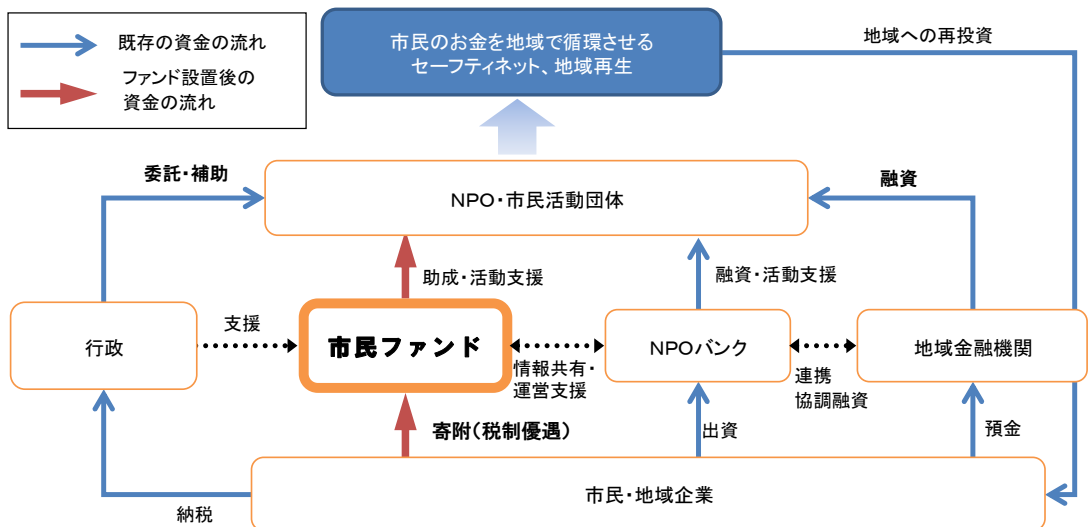 既存の資金の流れ
ファンド設置後の
資金の流れ
市民のお金を地域で循環させる
セーフティネット、地域再生
地域への再投資
委託・補助
NPO・市民活動団体
融資
助成・活動支援
融資・活動支援
行政
支援
市民ファンド
情報共有・
運営支援
NPOバンク
連携
協調融資
地域金融機関
寄附(税制優遇)
出資
預金
納税
市民・地域企業